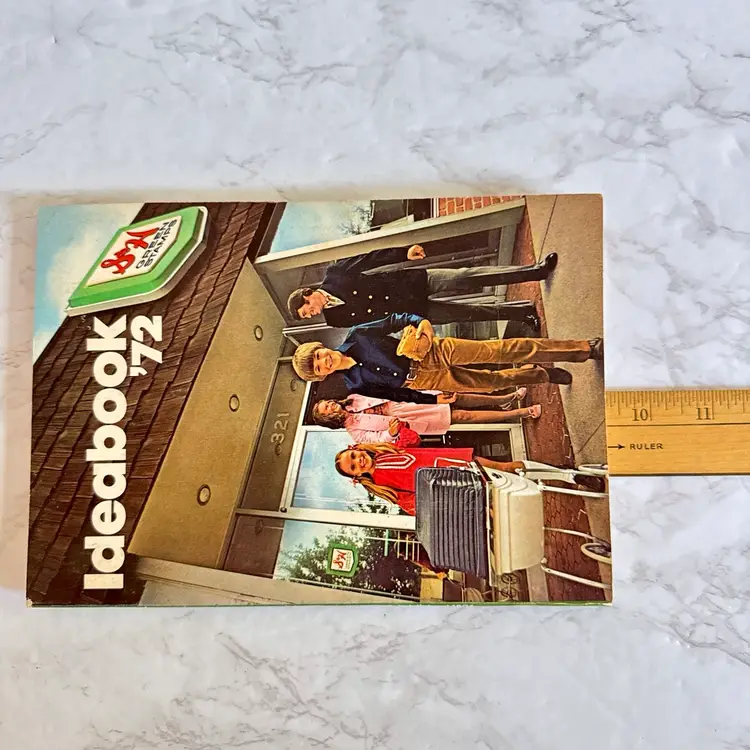 Ideabook
'72
S&H
GREEN
STAMPS
321
S&H
10 11
RULER